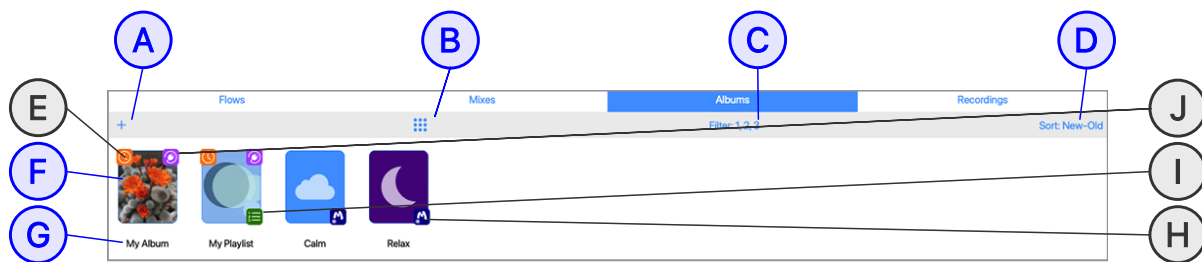 A B C D
E Flows Mixes Albums Recordings J
+ Filter: 1, 2, 3 Sort: New-Old
F I
G My Album My Playlist Calm Relax H